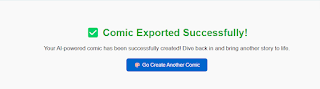 Comic Exported Successfully!
Your AI-powered comic has been successfully created! Dive back in and bring another story to life.
Go Create Another Comic